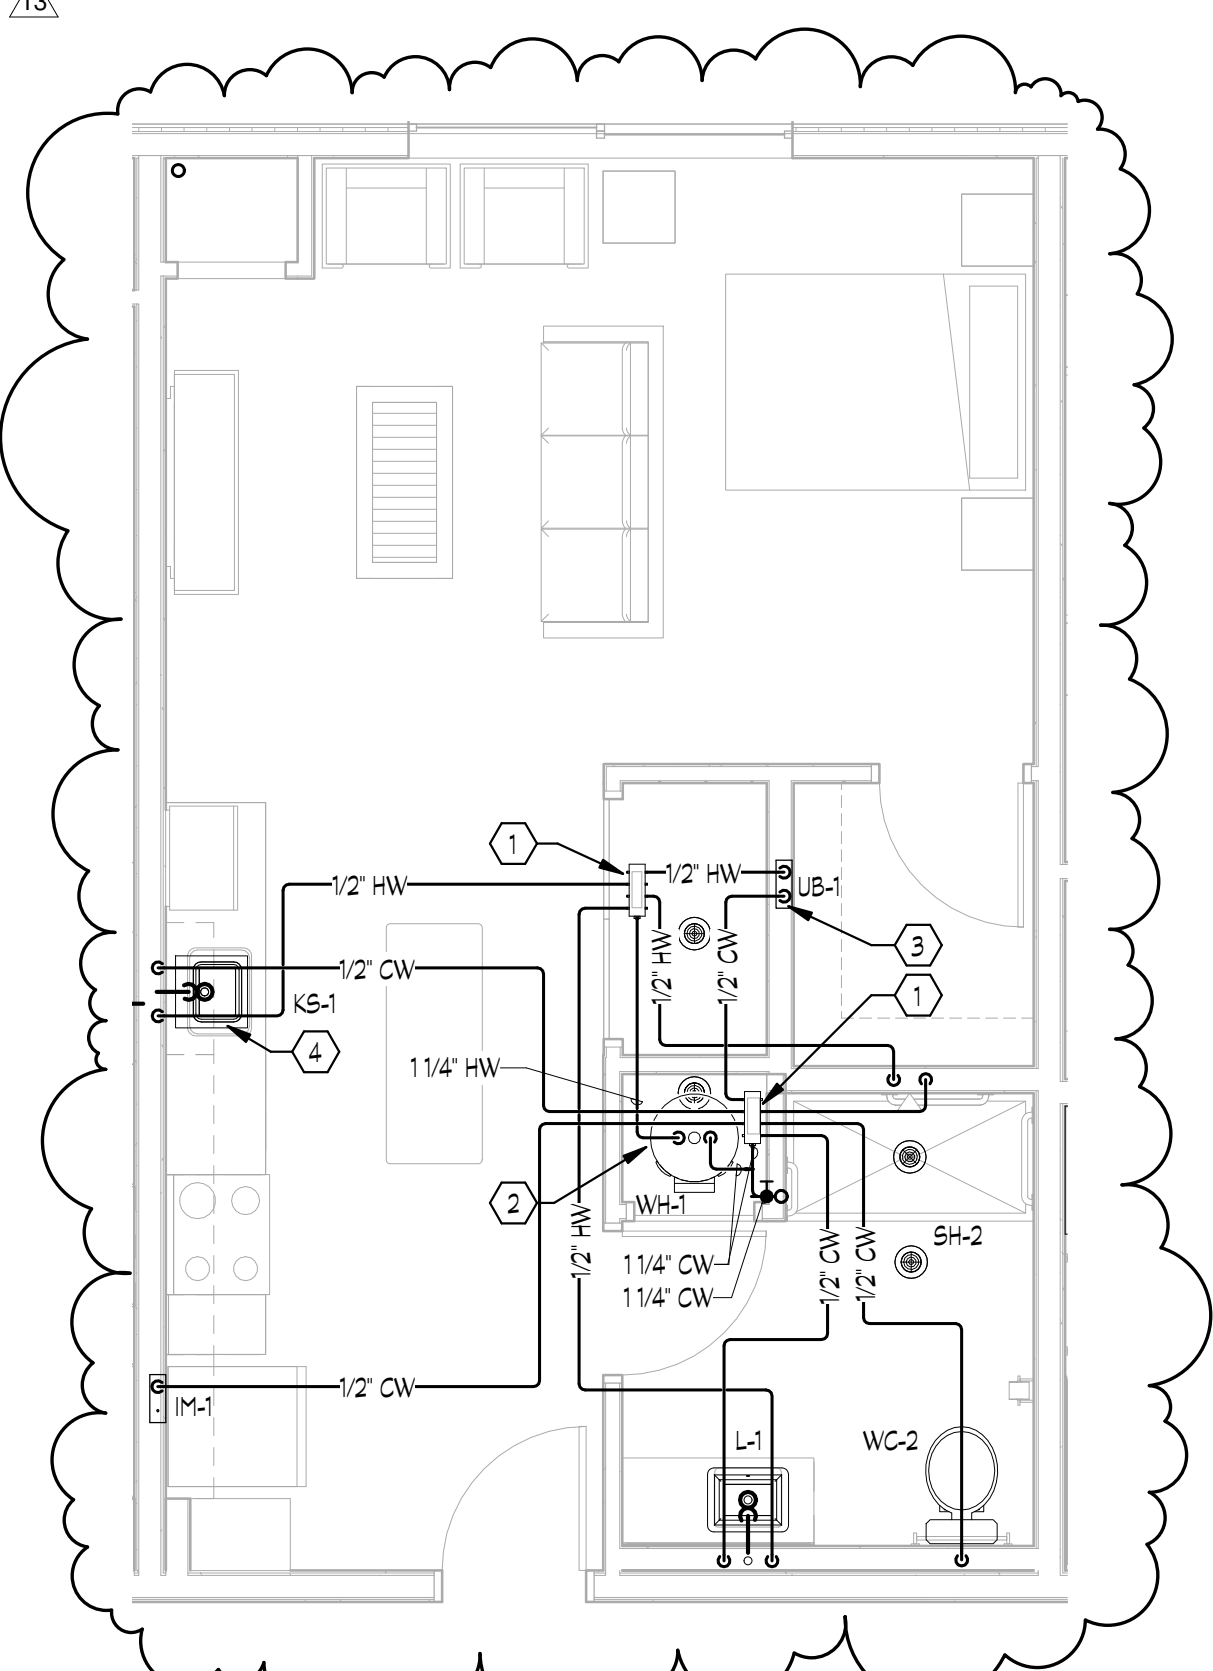 13
1
1/2" HW
1/2" HW
UB-1
3
1/2" HW
1/2" CW
1/2" CW
1
KS-1
4
1 1/4" HW
2
WH-1
1/2" HW
SH-2
1 1/4" CW
1/2" CW
1/2" CW
1 1/4" CW
1/2" CW
IM-1
L-1
WC-2